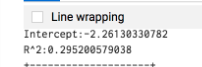 Line wrapping
Intercept:-2.26130330782
R^2:0.295200579038
+--------------------+